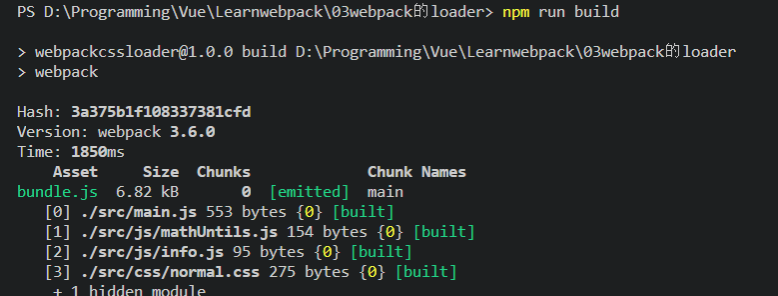 PS D:\Programming\Vue\Learnwebpack\03webpack的loader> npm run build
> webpackcssloader@1.0.0 build D:\Programming\Vue\Learnwebpack\03webpack的loader
> webpack
Hash: 3a375b1f108337381cfd
Version: webpack 3.6.0
Time: 1850ms
Asset Size Chunks Chunk Names
bundle.js 6.82 kB 0 [emitted] main
[0] ./src/main.js 553 bytes {0} [built]
[1] ./src/js/mathUntils.js 154 bytes {0} [built]
[2] ./src/js/info.js 95 bytes {0} [built]
[3] ./src/css/normal.css 275 bytes {0} [built]
+ 1 hidden module